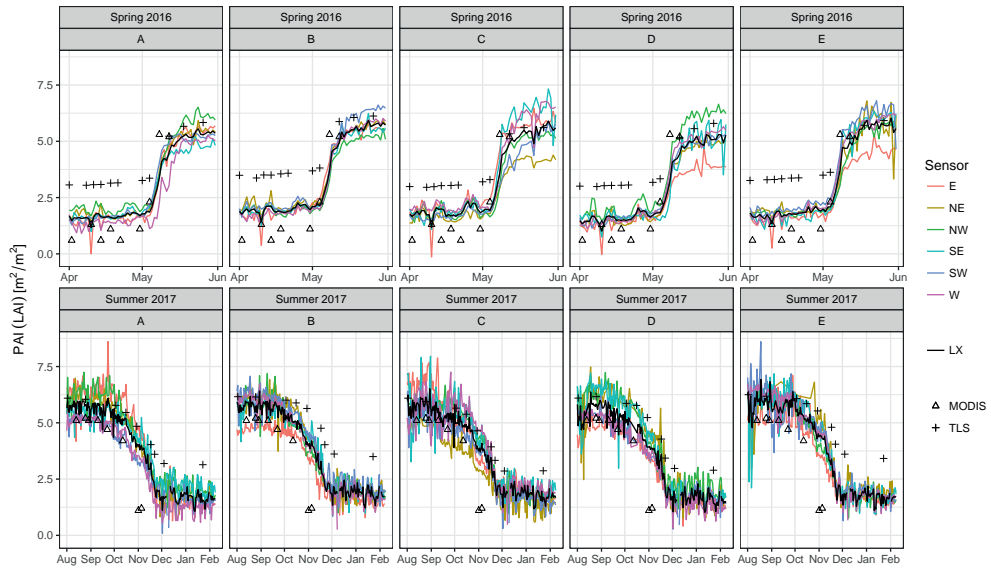 Spring 2016 Spring 2016 Spring 2016 Spring 2016 Spring 2016
A B C D E
7.5
5.0
2.5
0.0
Apr May Jun Apr May Jun Apr May Jun Apr May Jun Apr May Jun
PAI (LAI) [m²/m²]
Summer 2017 Summer 2017 Summer 2017 Summer 2017 Summer 2017
A B C D E
7.5
5.0
2.5
0.0
Aug Sep Oct Nov Dec Jan Feb Aug Sep Oct Nov Dec Jan Feb Aug Sep Oct Nov Dec Jan Feb Aug Sep Oct Nov Dec Jan Feb Aug Sep Oct Nov Dec Jan Feb
Sensor
E
NE
NW
SE
SW
W
LX
MODIS
TLS